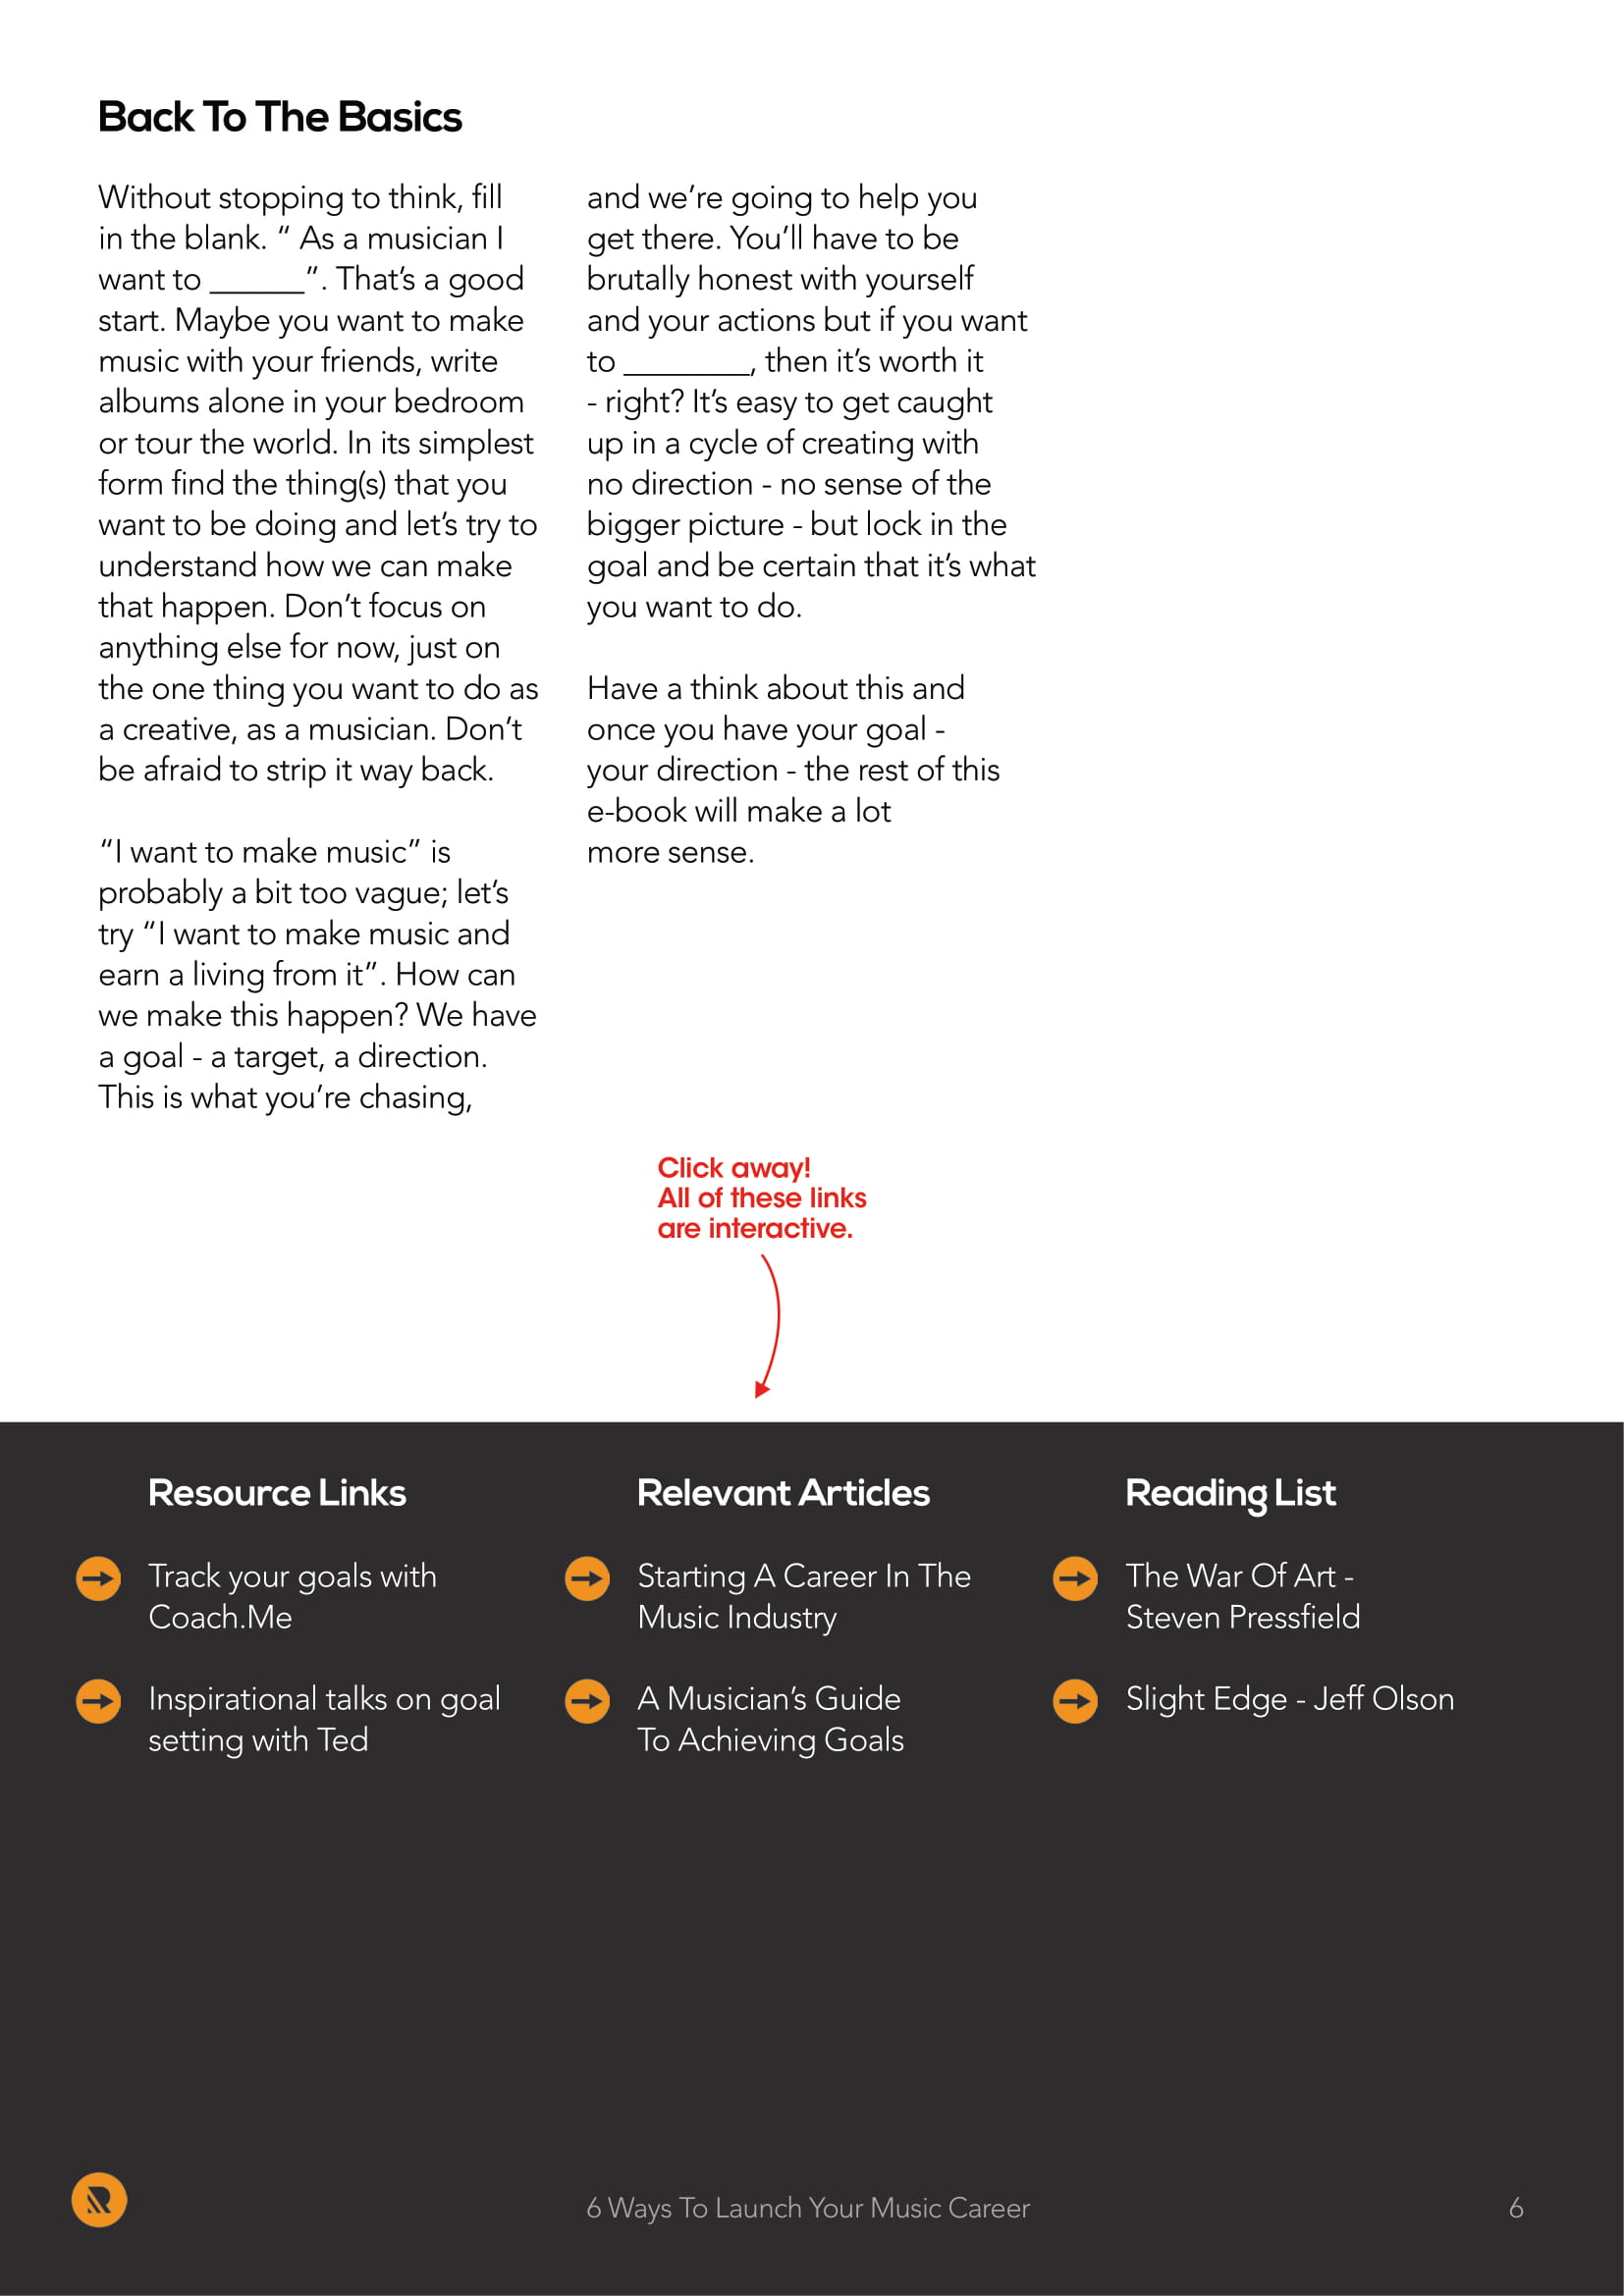 Back To The Basics
Without stopping to think, fill
in the blank. “ As a musician I
want to ______”. That’s a good
start. Maybe you want to make
music with your friends, write
albums alone in your bedroom
or tour the world. In its simplest
form find the thing(s) that you
want to be doing and let’s try to
understand how we can make
that happen. Don’t focus on
anything else for now, just on
the one thing you want to do as
a creative, as a musician. Don’t
be afraid to strip it way back.
“I want to make music” is
probably a bit too vague; let’s
try “I want to make music and
earn a living from it”. How can
we make this happen? We have
a goal - a target, a direction.
This is what you’re chasing,
and we’re going to help you
get there. You’ll have to be
brutally honest with yourself
and your actions but if you want
to ________, then it’s worth it
- right? It’s easy to get caught
up in a cycle of creating with
no direction - no sense of the
bigger picture - but lock in the
goal and be certain that it’s what
you want to do.
Have a think about this and
once you have your goal -
your direction - the rest of this
e-book will make a lot
more sense.
Click away!
All of these links
are interactive.
Resource Links
Track your goals with
Coach.Me
Inspirational talks on goal
setting with Ted
Relevant Articles
Starting A Career In The
Music Industry
A Musician’s Guide
To Achieving Goals
Reading List
The War Of Art -
Steven Pressfield
Slight Edge - Jeff Olson
6 Ways To Launch Your Music Career
6